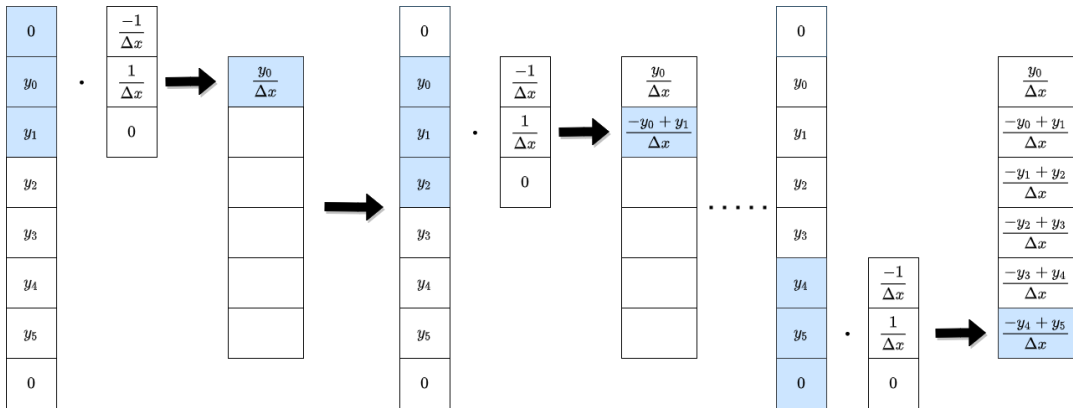 0
y₀
y₁
y₂
y₃
y₄
y₅
0
·
−1/Δx
1/Δx
0
y₀/Δx
0
y₀
y₁
y₂
y₃
y₄
y₅
0
·
−1/Δx
1/Δx
0
y₀/Δx
−y₀ + y₁/Δx
.....
0
y₀
y₁
y₂
y₃
y₄
y₅
0
·
−1/Δx
1/Δx
0
y₀/Δx
−y₀ + y₁/Δx
−y₁ + y₂/Δx
−y₂ + y₃/Δx
−y₃ + y₄/Δx
−y₄ + y₅/Δx